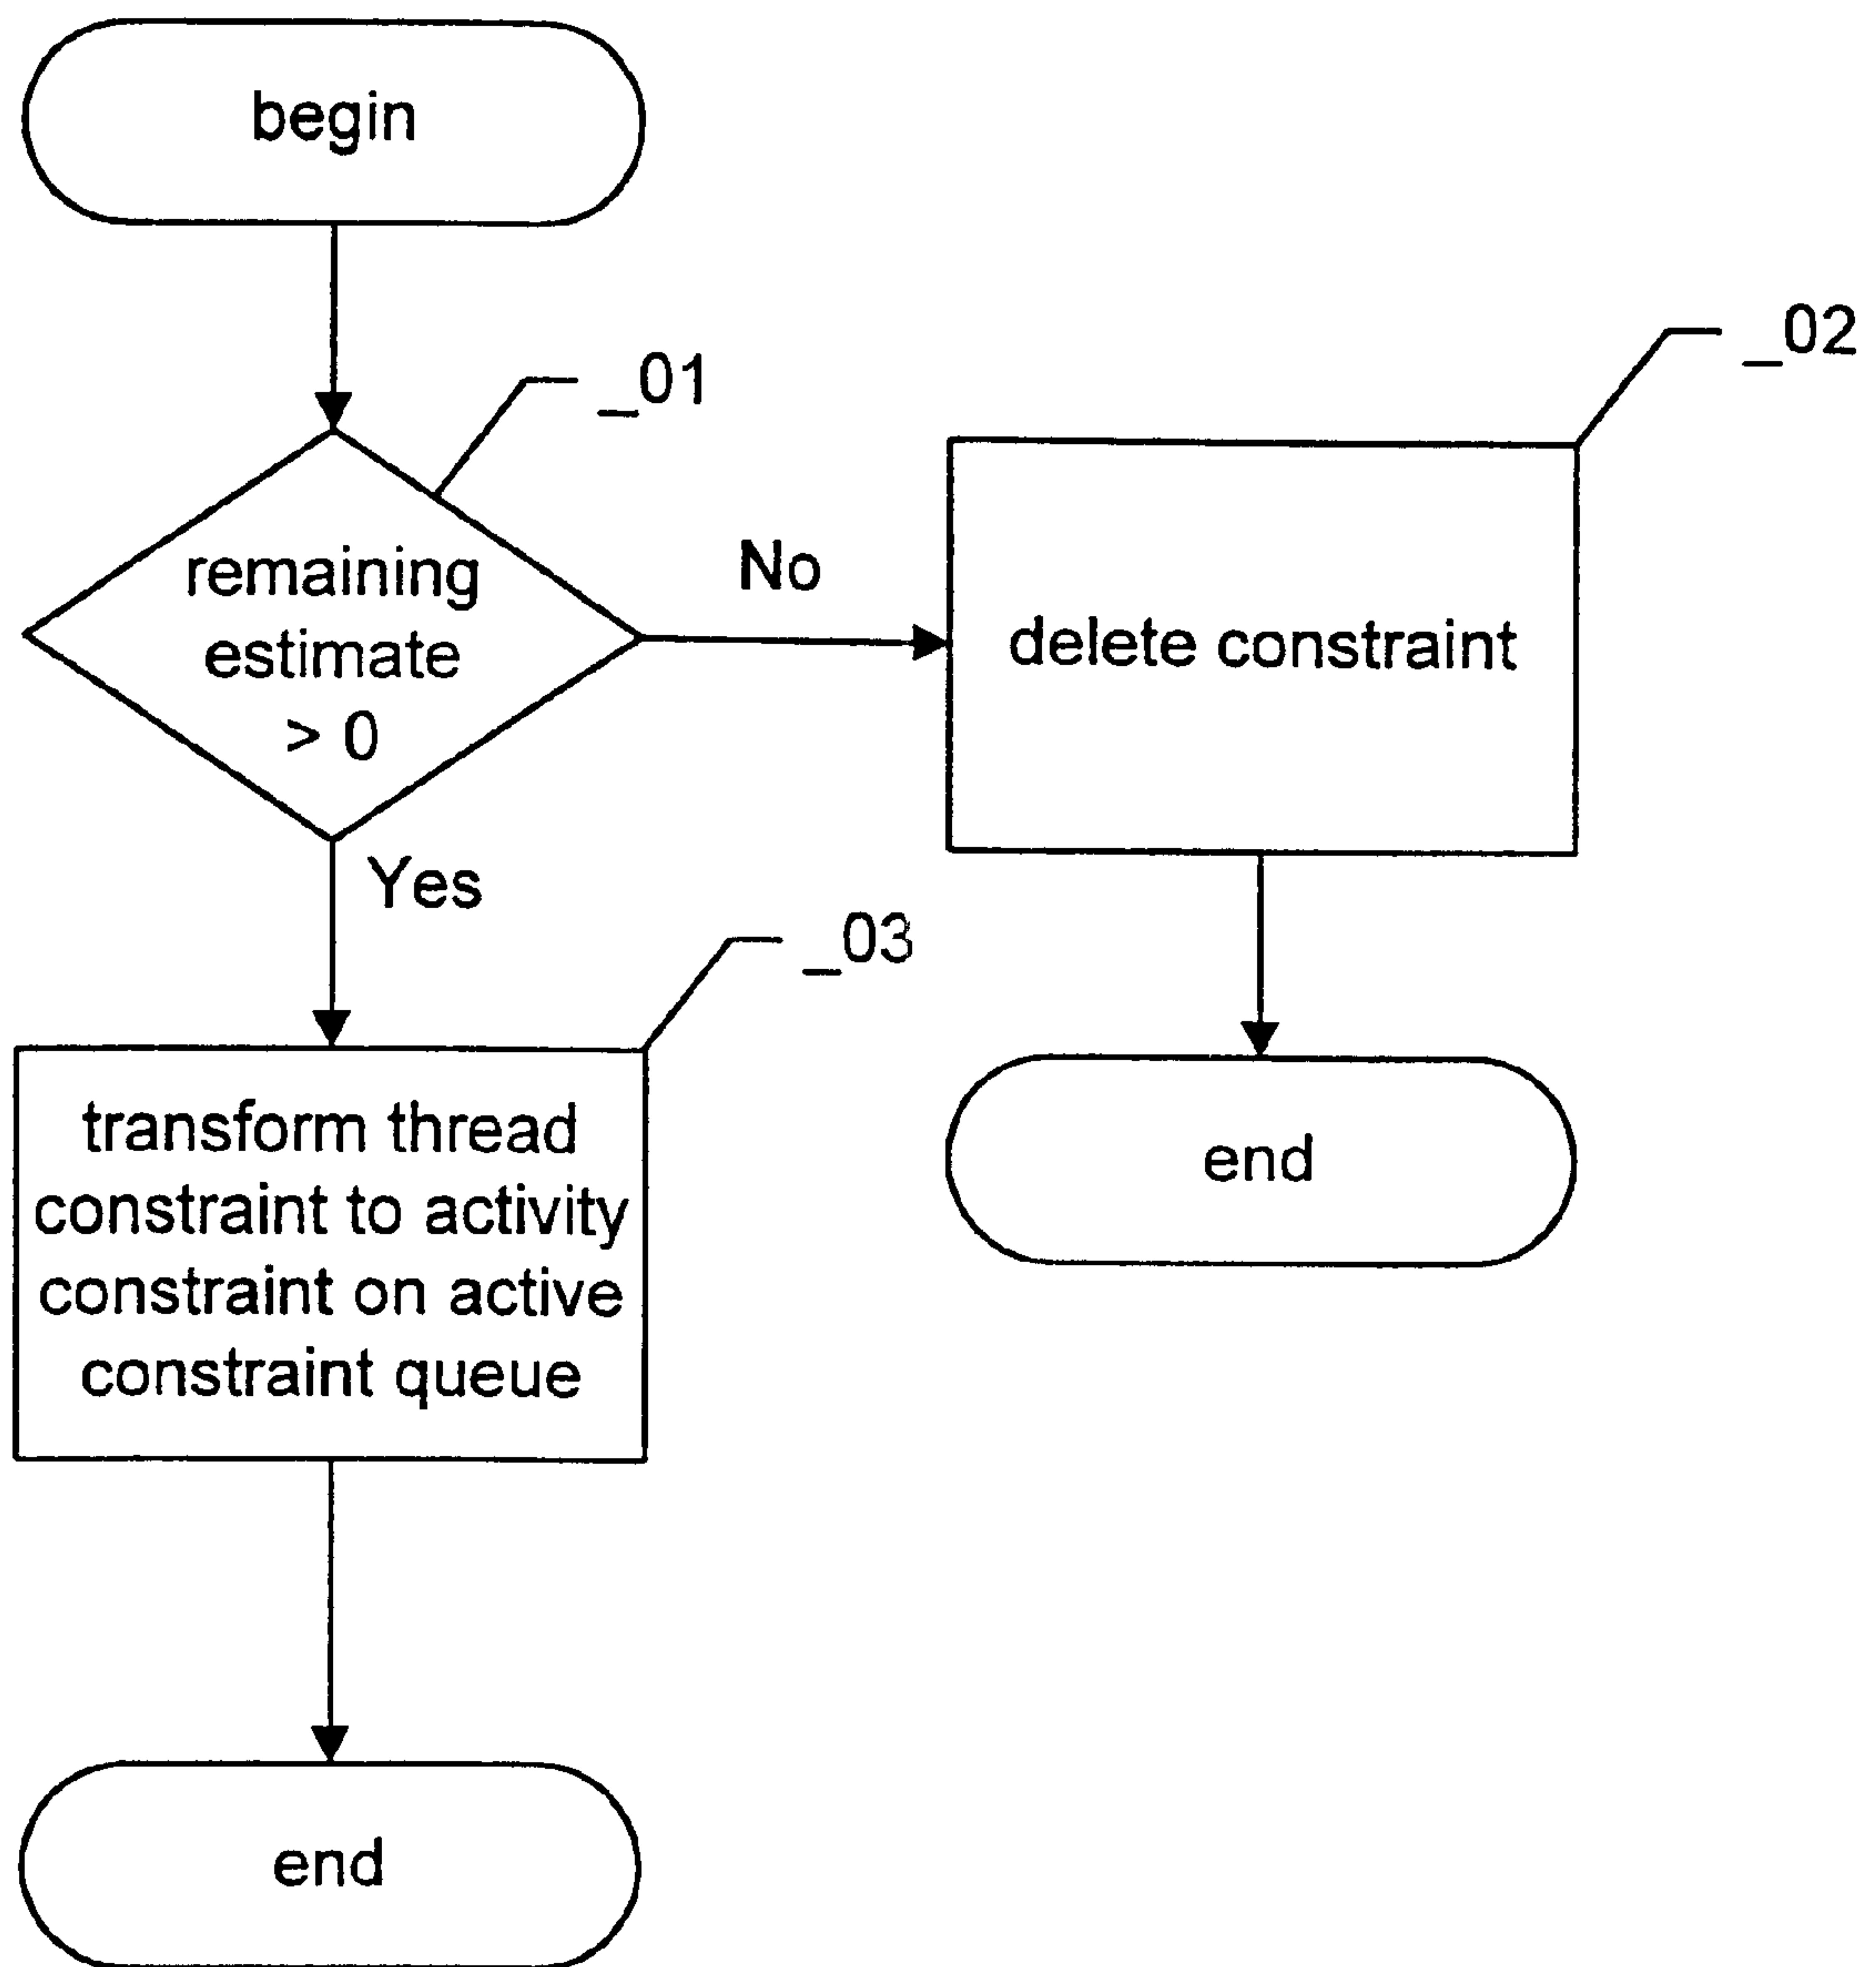 begin
_01
remaining
estimate
> 0
No
_02
delete constraint
Yes
_03
transform thread
constraint to activity
constraint on active
constraint queue
end
end